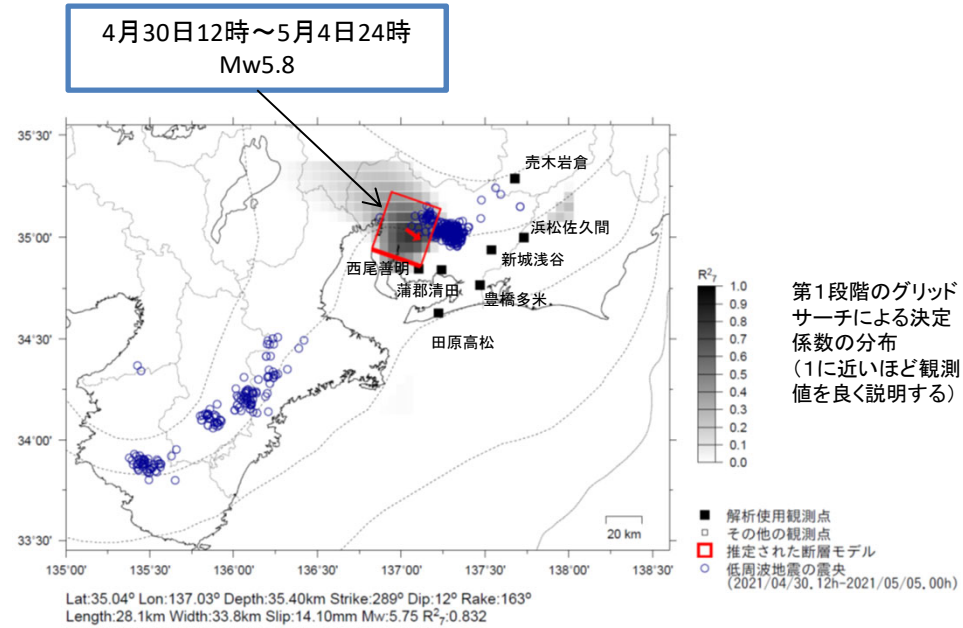 4月30日12時～5月4日24時
Mw5.8
35°30'
35°00'
34°30'
34°00'
33°30'
135°00'
135°30'
136°00'
136°30'
137°00'
137°30'
138°00'
138°30'
売木岩倉
浜松佐久間
新城浅谷
西尾善明
蒲郡清田
豊橋多米
田原高松
20 km
R²₇
1.0
0.9
0.8
0.7
0.6
0.5
0.4
0.3
0.2
0.1
0.0
第１段階のグリッド
サーチによる決定
係数の分布
(１に近いほど観測
値を良く説明する)
解析使用観測点
その他の観測点
推定された断層モデル
低周波地震の震央
(2021/04/30.12h-2021/05/05.00h)
Lat:35.04° Lon:137.03° Depth:35.40km Strike:289° Dip:12° Rake:163°
Length:28.1km Width:33.8km Slip:14.10mm Mw:5.75 R²₇:0.832